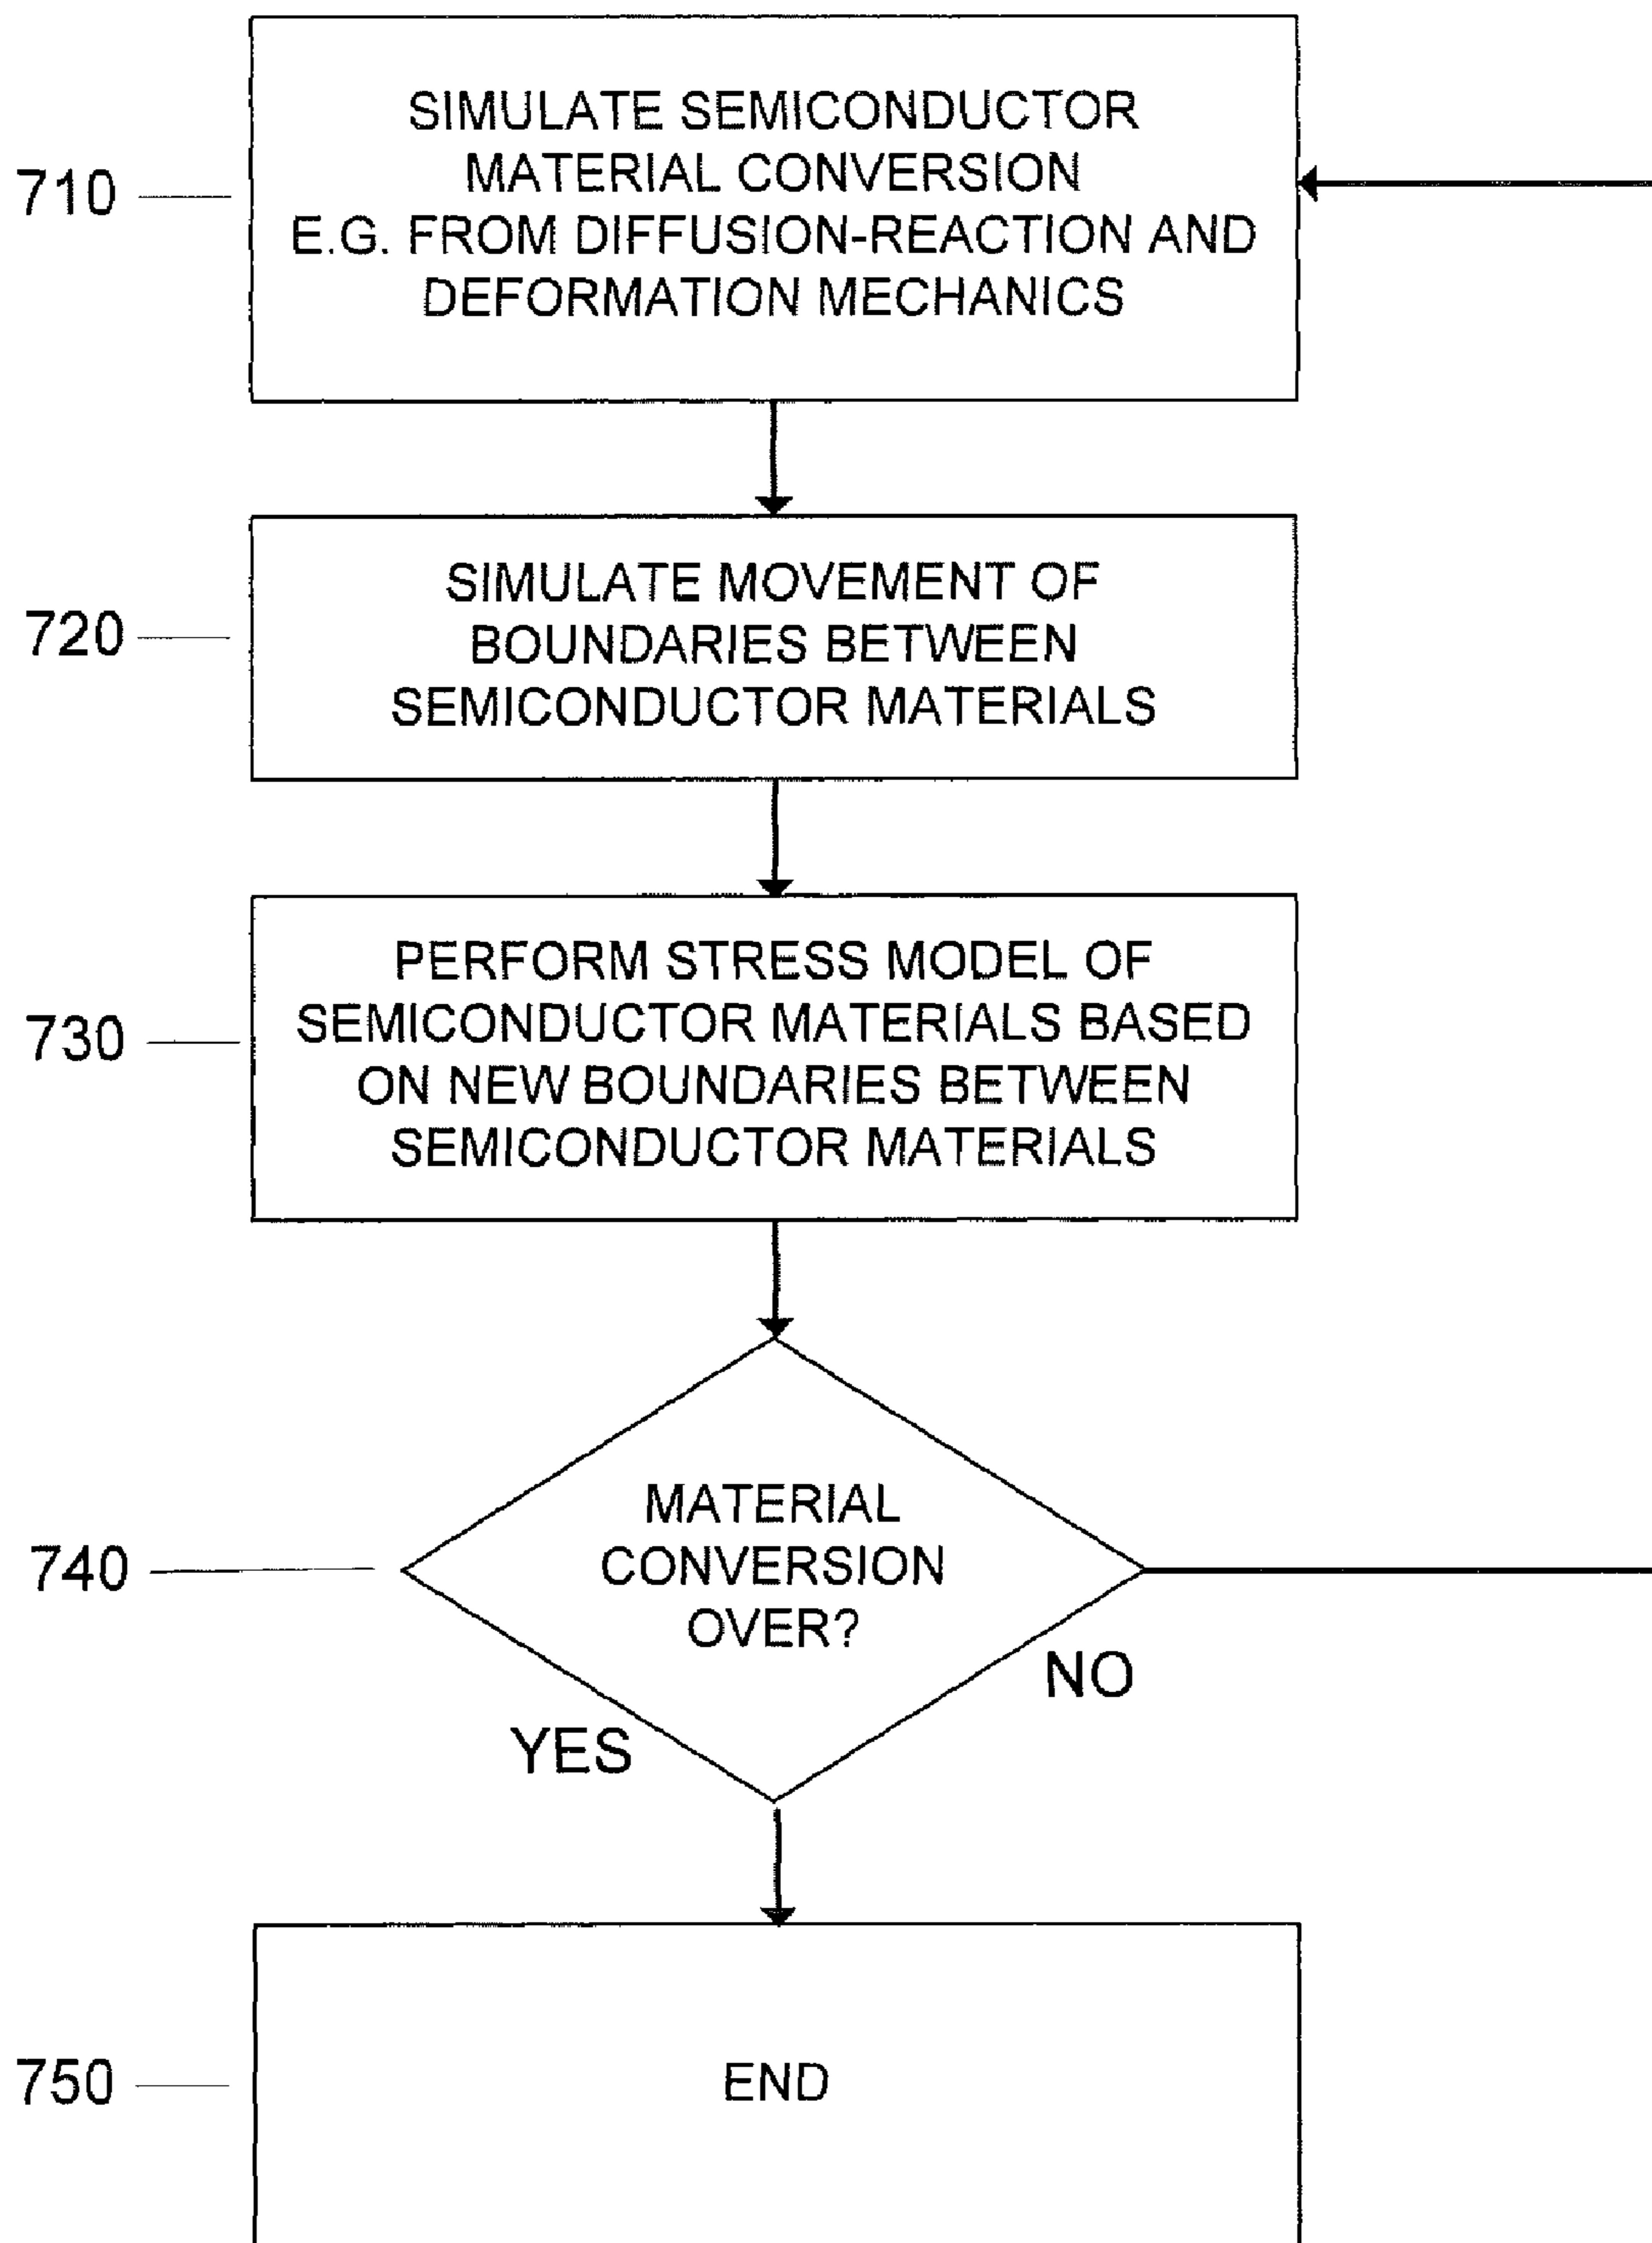 710
SIMULATE SEMICONDUCTOR
MATERIAL CONVERSION
E.G. FROM DIFFUSION-REACTION AND
DEFORMATION MECHANICS
720
SIMULATE MOVEMENT OF
BOUNDARIES BETWEEN
SEMICONDUCTOR MATERIALS
730
PERFORM STRESS MODEL OF
SEMICONDUCTOR MATERIALS BASED
ON NEW BOUNDARIES BETWEEN
SEMICONDUCTOR MATERIALS
740
MATERIAL
CONVERSION
OVER?
NO
YES
750
END